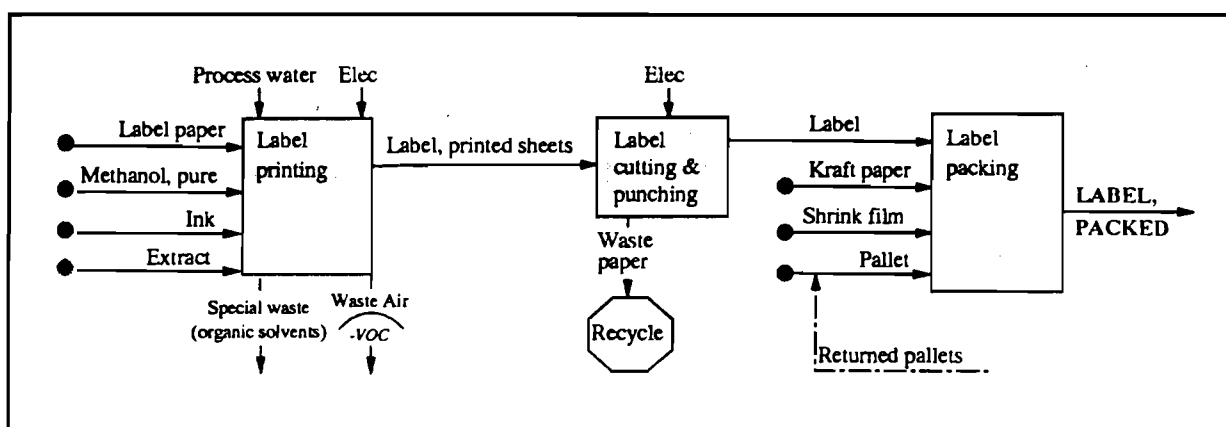 Process water
Elec
Label paper
Methanol, pure
Ink
Extract
Label
printing
Special waste
(organic solvents)
Waste Air
-VOC
Label, printed sheets
Elec
Label
cutting &
punching
Waste
paper
Recycle
Label
Kraft paper
Shrink film
Pallet
Returned pallets
Label
packing
LABEL,
PACKED